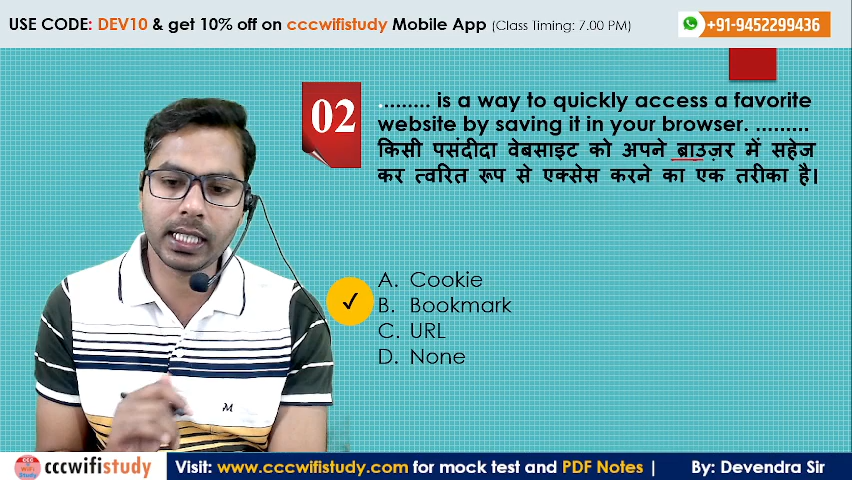 USE CODE: DEV10 & get 10% off on cccwifistudy Mobile App (Class Timing: 7.00 PM)
+91-9452299436
02
......... is a way to quickly access a favorite
website by saving it in your browser. .........
किसी पसंदीदा वेबसाइट को अपने ब्राउज़र में सहेज
कर त्वरित रूप से एक्सेस करने का एक तरीका है।
A. Cookie
✓
B. Bookmark
C. URL
D. None
M
CCC
WiFi
Study
cccwifistudy
Visit: www.cccwifistudy.com for mock test and PDF Notes |
By: Devendra Sir